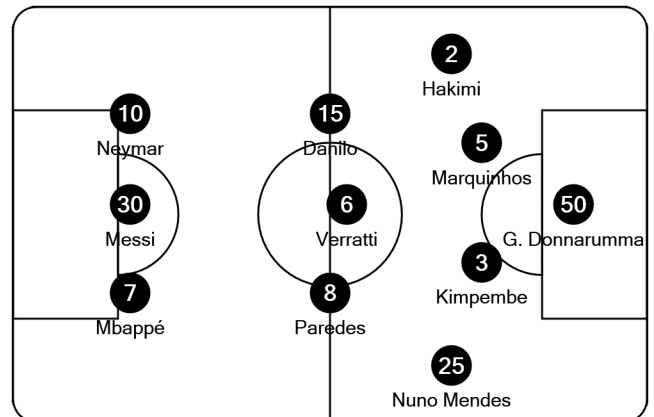 2
Hakimi
10
Neymar
15
Danilo
5
Marquinhos
30
Messi
6
Verratti
50
G. Donnarumma
3
Kimpembe
7
Mbappé
8
Paredes
25
Nuno Mendes